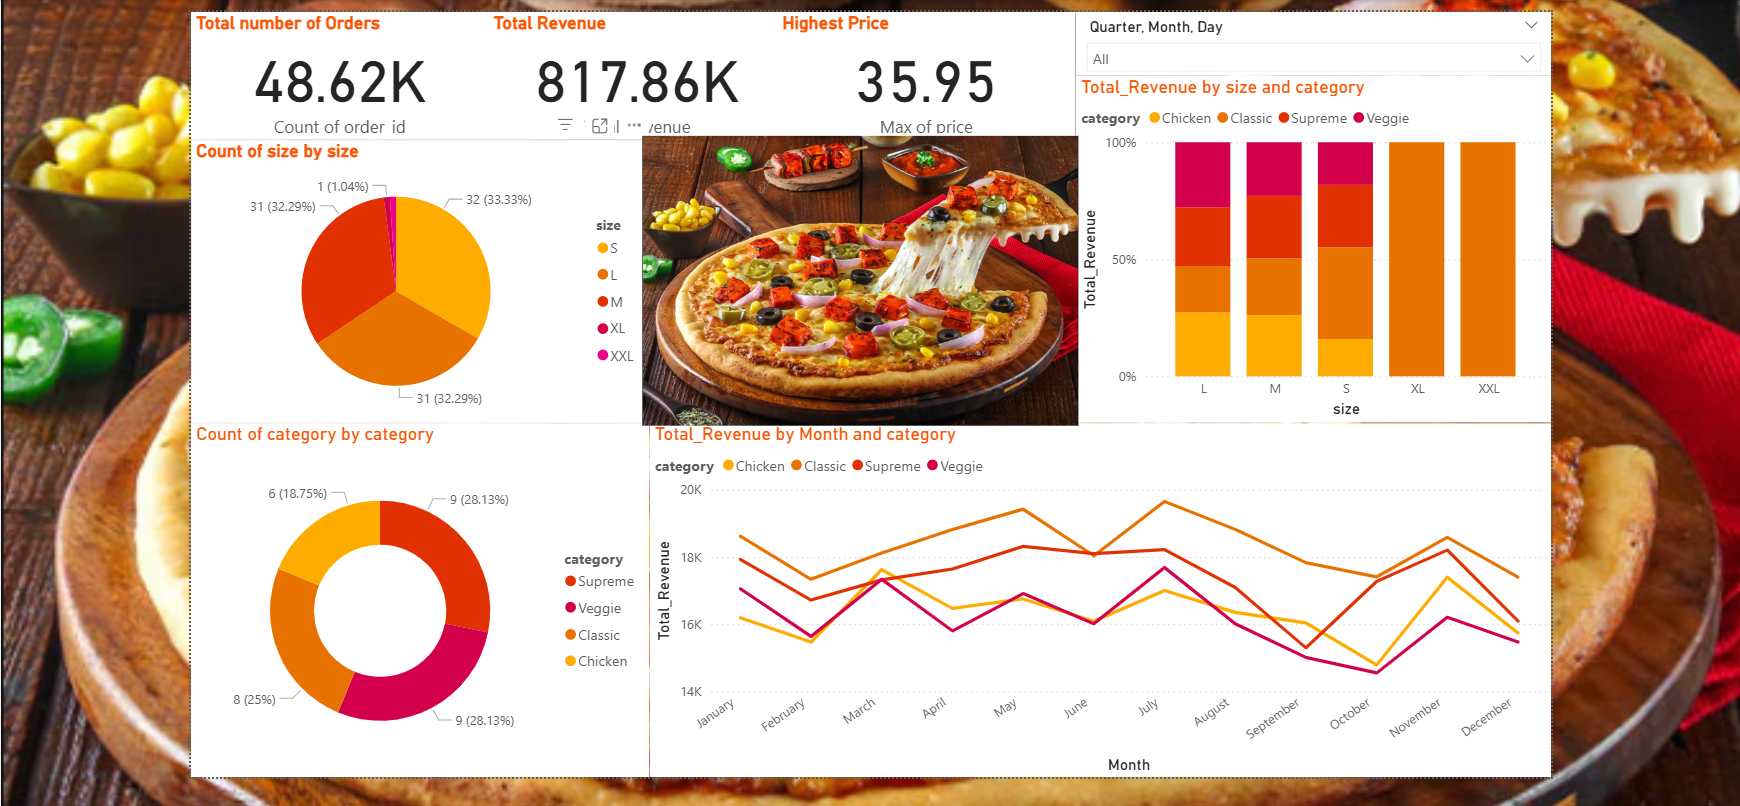 Total number of Orders
48.62K
Count of order id
Total Revenue
817.86K
venue
Highest Price
35.95
Max of price
Quarter, Month, Day
All
Total_Revenue by size and category
category Chicken Classic Supreme Veggie
100%
50%
0%
Total_Revenue
L M S XL XXL
size
Count of size by size
1 (1.04%)
31 (32.29%)
32 (33.33%)
31 (32.29%)
size
S
L
M
XL
XXL
Count of category by category
6 (18.75%)
9 (28.13%)
8 (25%)
9 (28.13%)
category
Supreme
Veggie
Classic
Chicken
Total_Revenue by Month and category
category Chicken Classic Supreme Veggie
20K
18K
16K
14K
Total_Revenue
January February March April May June July August September October November December
Month